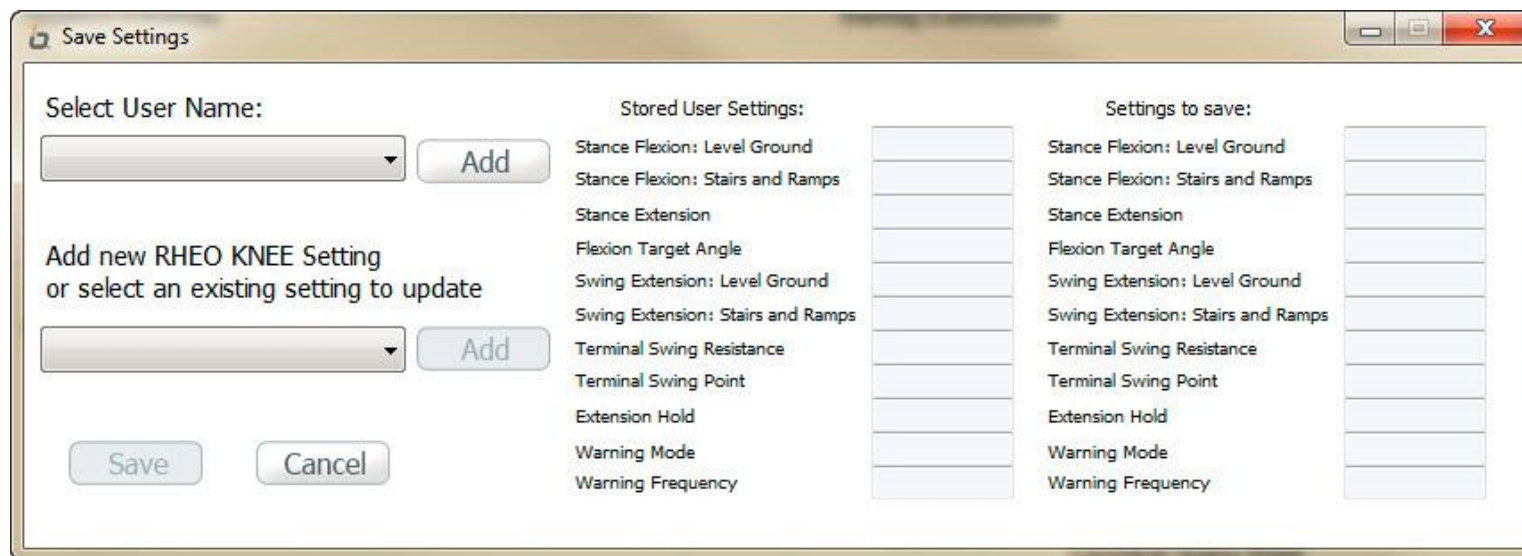 Save Settings
Select User Name:
Add
Add new RHEO KNEE Setting
or select an existing setting to update
Add
Save
Cancel
Stored User Settings:
Stance Flexion: Level Ground
Stance Flexion: Stairs and Ramps
Stance Extension
Flexion Target Angle
Swing Extension: Level Ground
Swing Extension: Stairs and Ramps
Terminal Swing Resistance
Terminal Swing Point
Extension Hold
Warning Mode
Warning Frequency
Settings to save:
Stance Flexion: Level Ground
Stance Flexion: Stairs and Ramps
Stance Extension
Flexion Target Angle
Swing Extension: Level Ground
Swing Extension: Stairs and Ramps
Terminal Swing Resistance
Terminal Swing Point
Extension Hold
Warning Mode
Warning Frequency